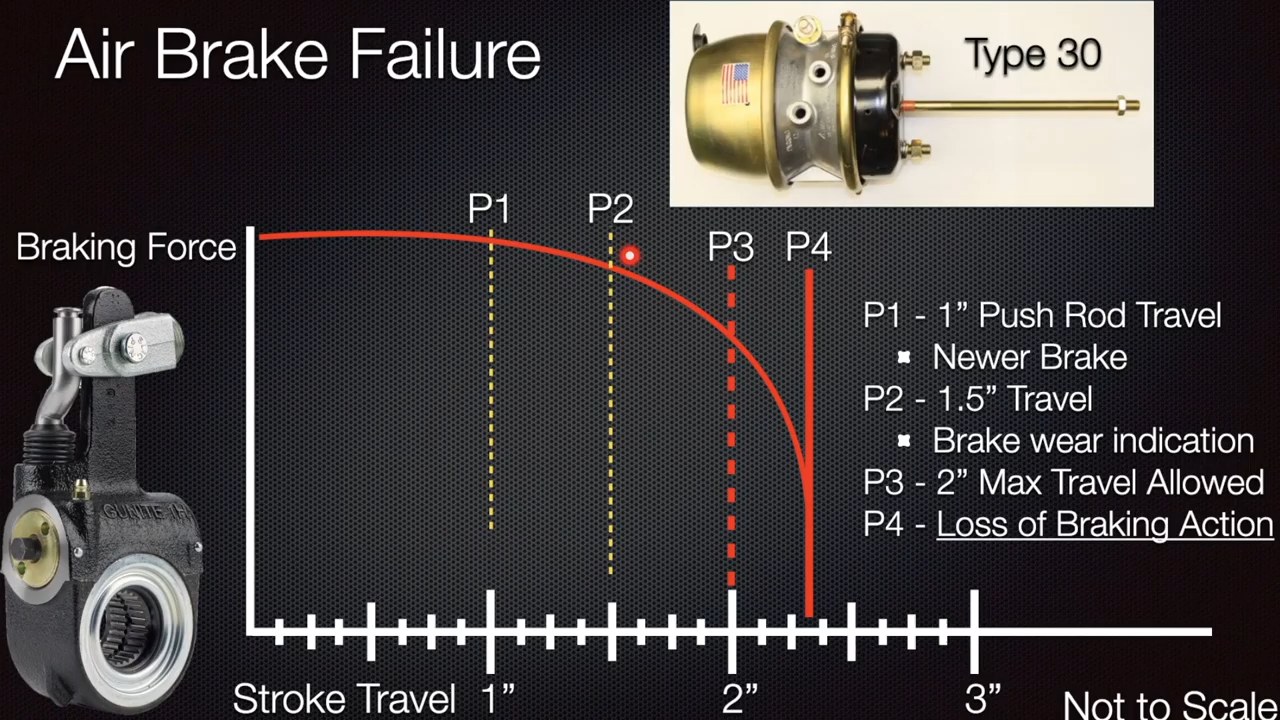 Air Brake Failure
Type 30
P1
P2
P3
P4
Braking Force
P1 - 1” Push Rod Travel
Newer Brake
P2 - 1.5” Travel
Brake wear indication
P3 - 2” Max Travel Allowed
P4 - Loss of Braking Action
GUNITE
Stroke Travel
1”
2”
3”
Not to Scale